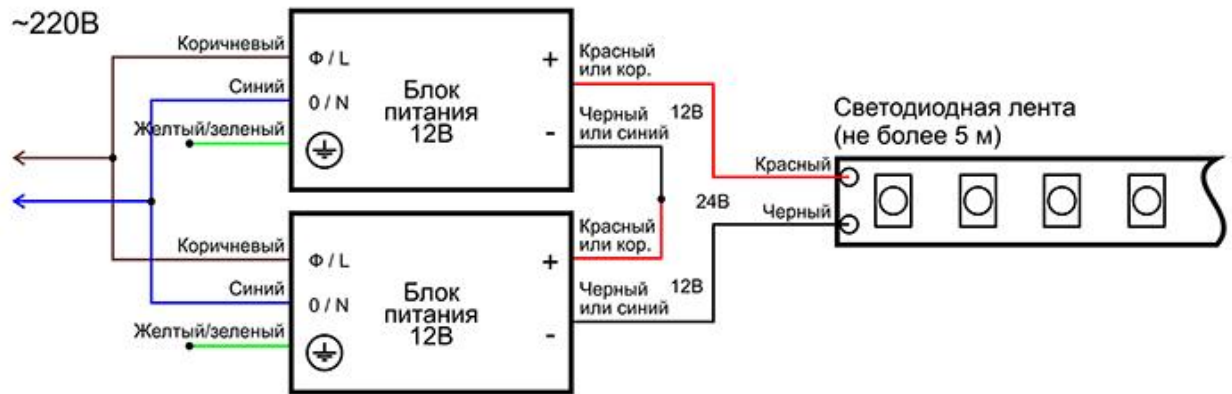 ~220В
Коричневый
Синий
Желтый/зеленый
Ф / L
0 / N
Блок
питания
12В
+
-
Красный
или кор.
Черный
или синий
12В
24В
Светодиодная лента
(не более 5 м)
Красный
Черный
Коричневый
Синий
Желтый/зеленый
Ф / L
0 / N
Блок
питания
12В
+
-
Красный
или кор.
Черный
или синий
12В